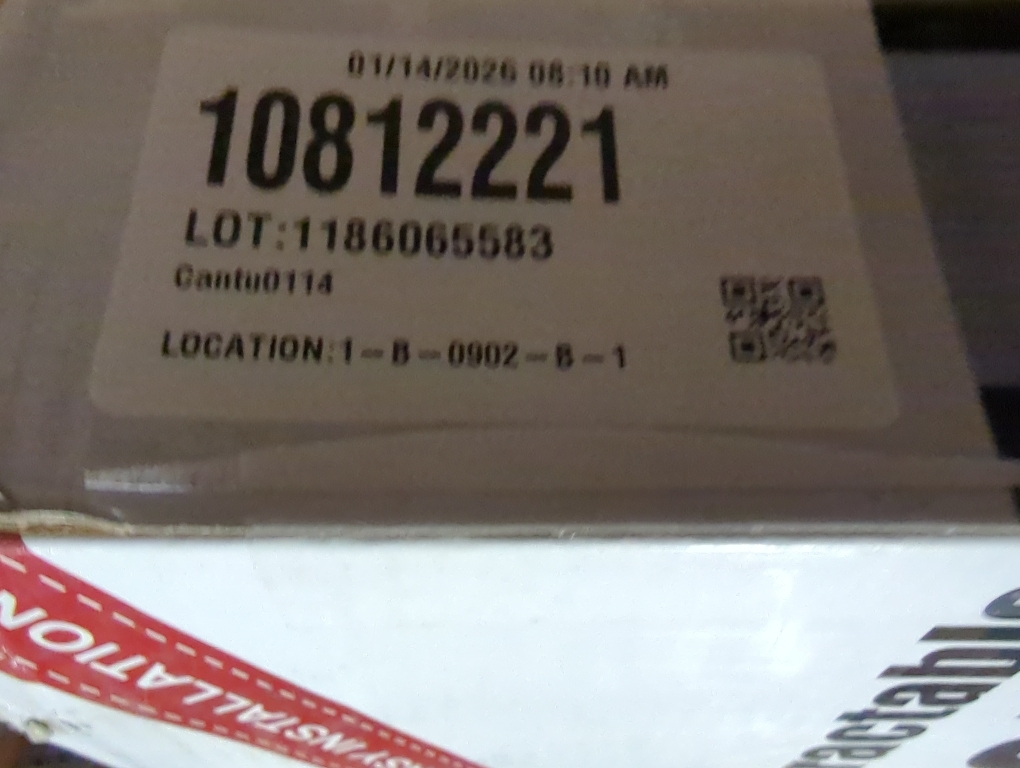 01/14/2026 08:10 AM
10812221
LOT:1186065583
Cantu0114
LOCATION:1-B-0902-B-1
INSTALLATION